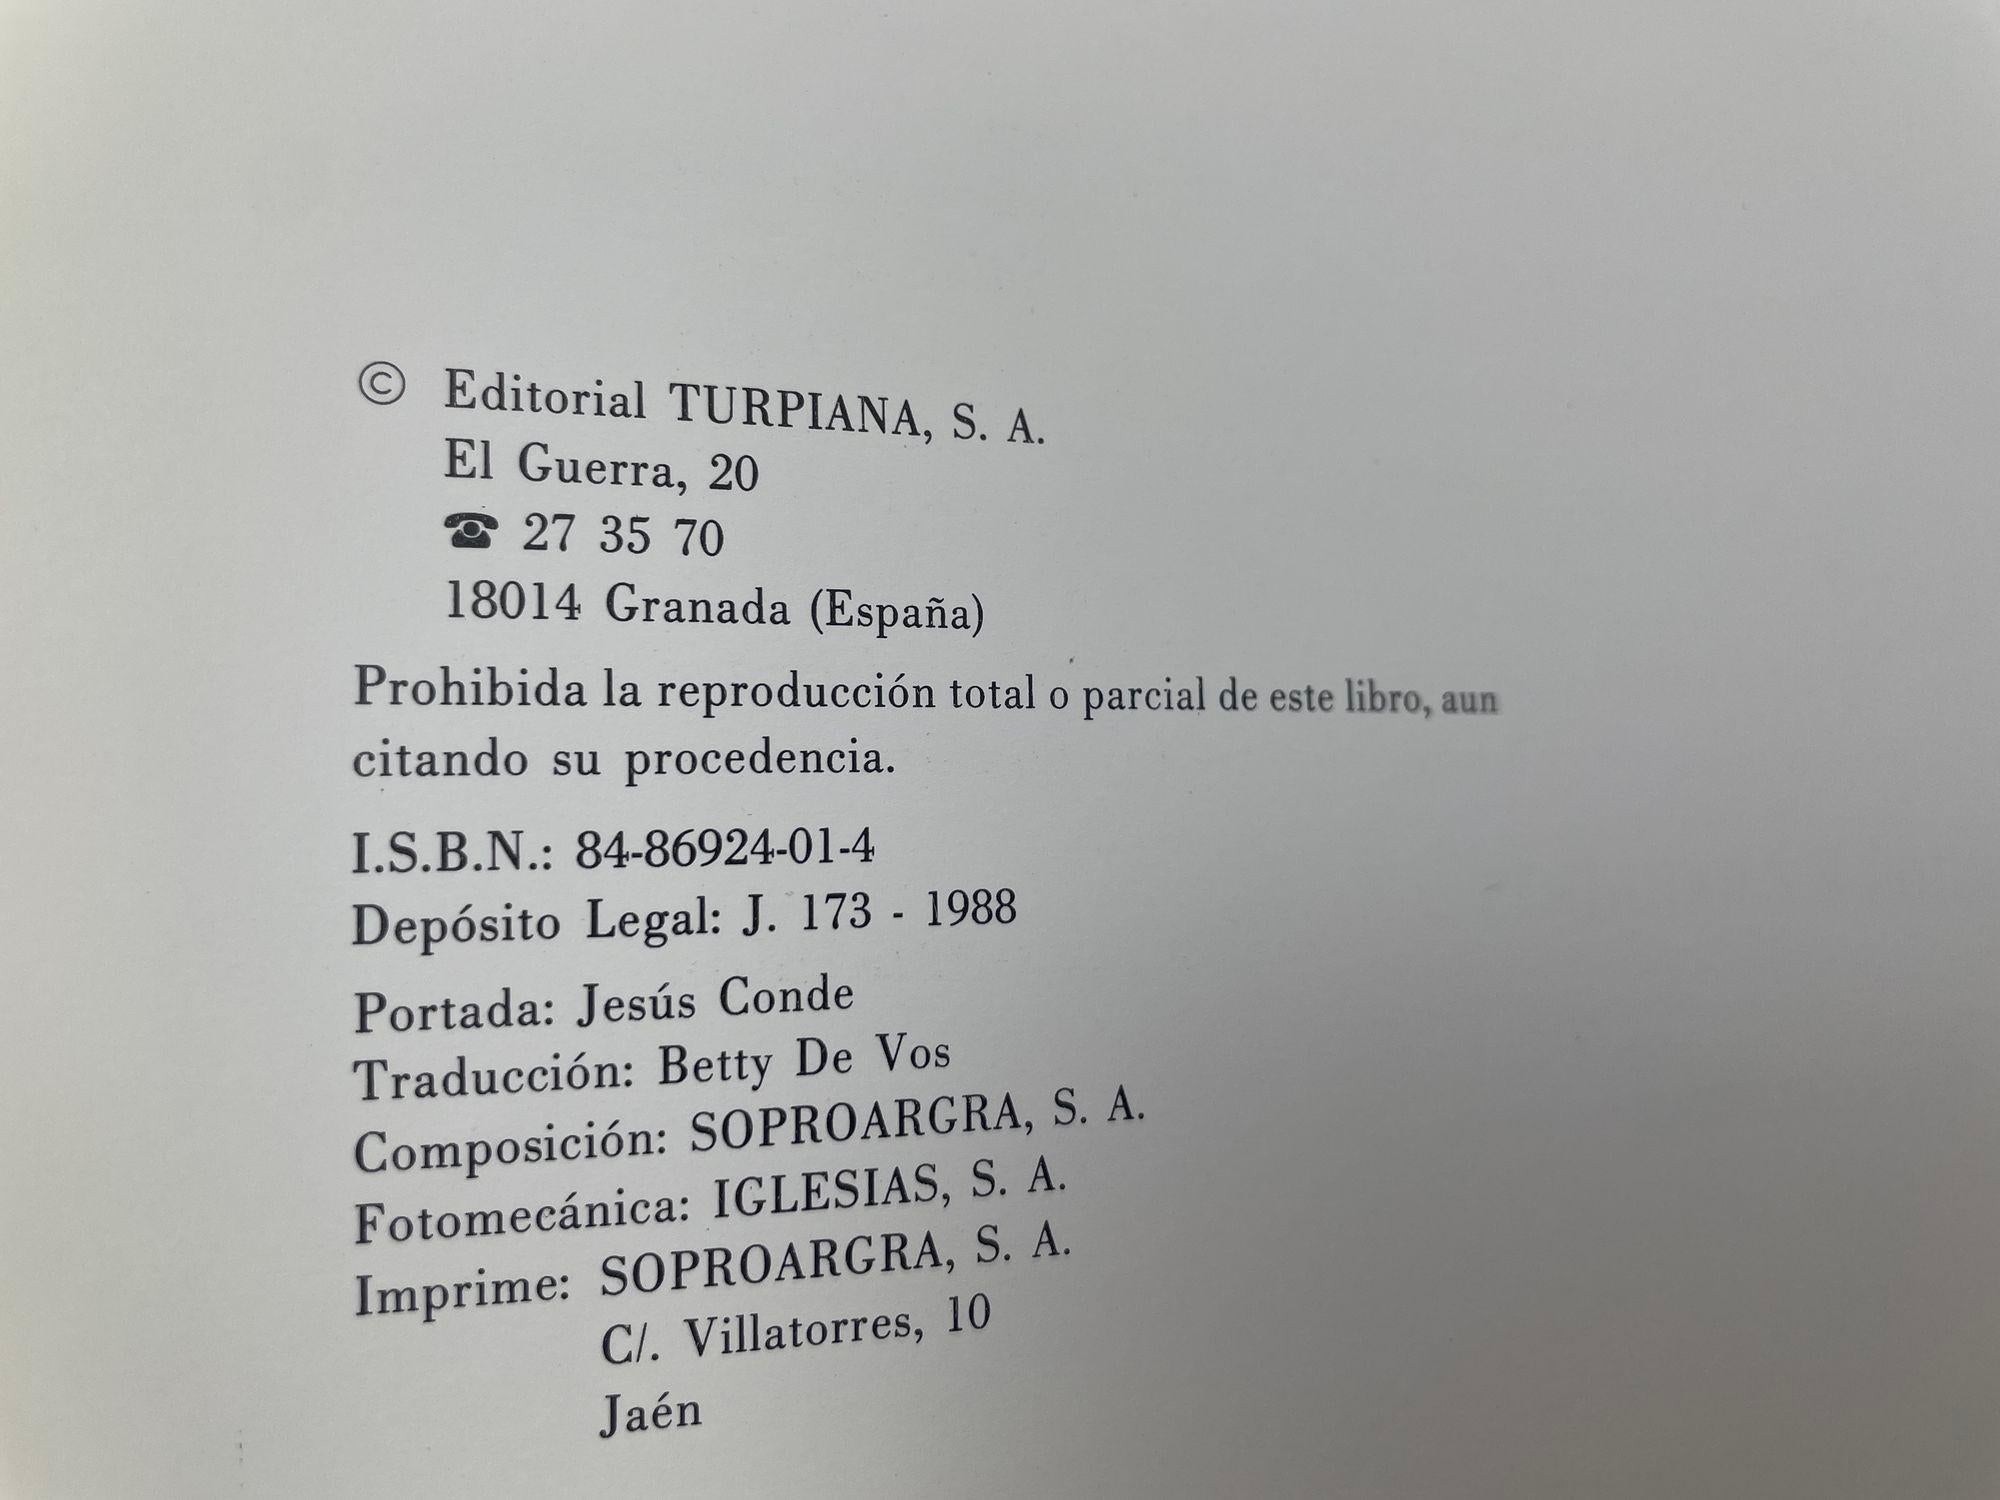 © Editorial TURPIANA, S. A.
El Guerra, 20
☎ 27 35 70
18014 Granada (España)
Prohibida la reproducción total o parcial de este libro, aun
citando su procedencia.
I.S.B.N.: 84-86924-01-4
Depósito Legal: J. 173 - 1988
Portada: Jesús Conde
Traducción: Betty De Vos
Composición: SOPROARGRA, S. A.
Fotomecánica: IGLESIAS, S. A.
Imprime: SOPROARGRA, S. A.
C/. Villatorres, 10
Jaén